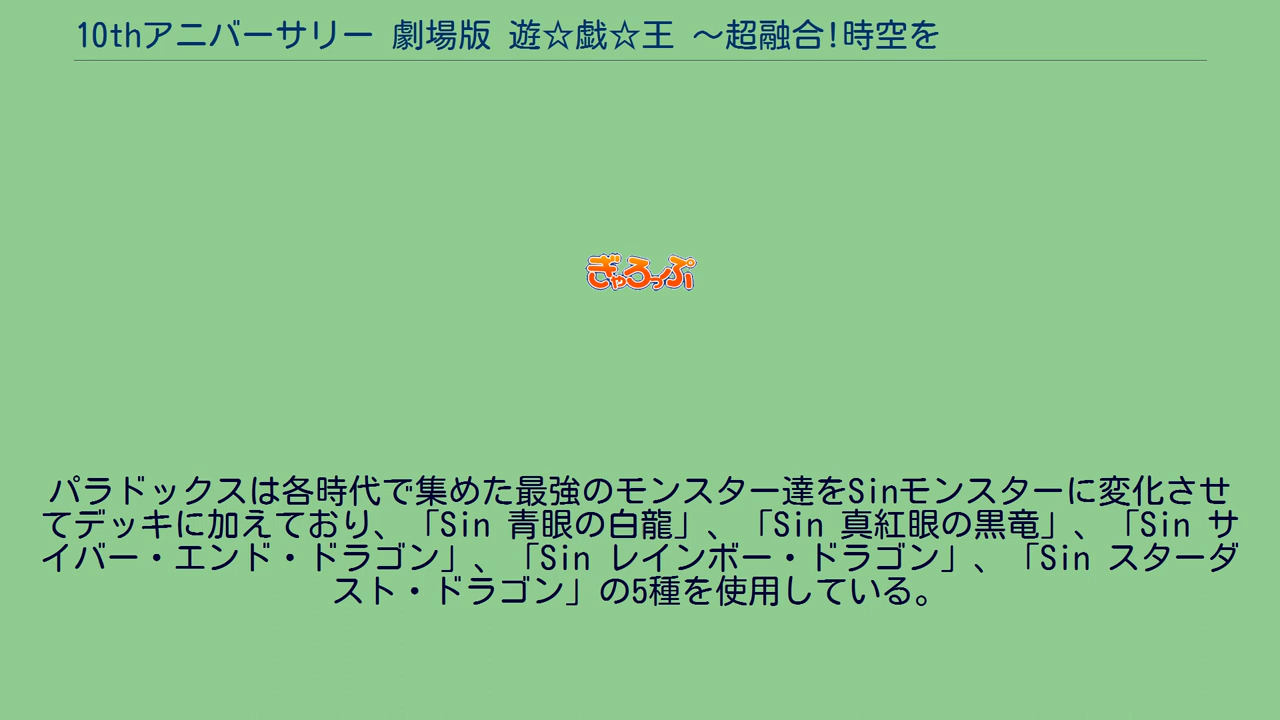 10thアニバーサリー 劇場版 遊☆戯☆王 ～超融合!時空を
ぎゃろっぷ
パラドックスは各時代で集めた最強のモンスター達をSinモンスターに変化させ
てデッキに加えており、「Sin 青眼の白龍」、「Sin 真紅眼の黒竜」、「Sin サ
イバー・エンド・ドラゴン」、「Sin レインボー・ドラゴン」、「Sin スターダ
スト・ドラゴン」の5種を使用している。